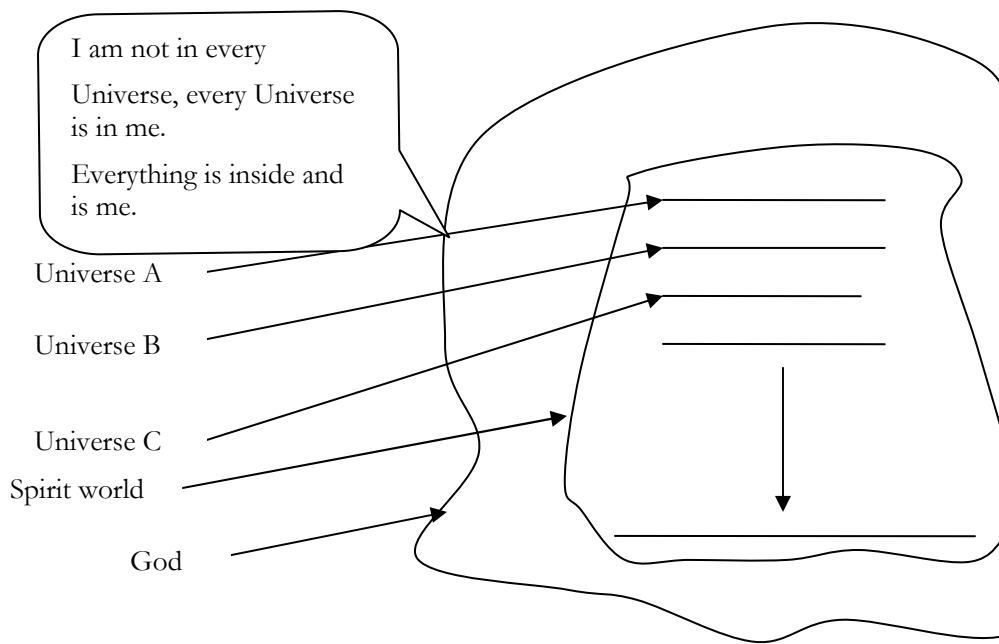 I am not in every
Universe, every Universe
is in me.
Everything is inside and
is me.
Universe A
Universe B
Universe C
Spirit world
God